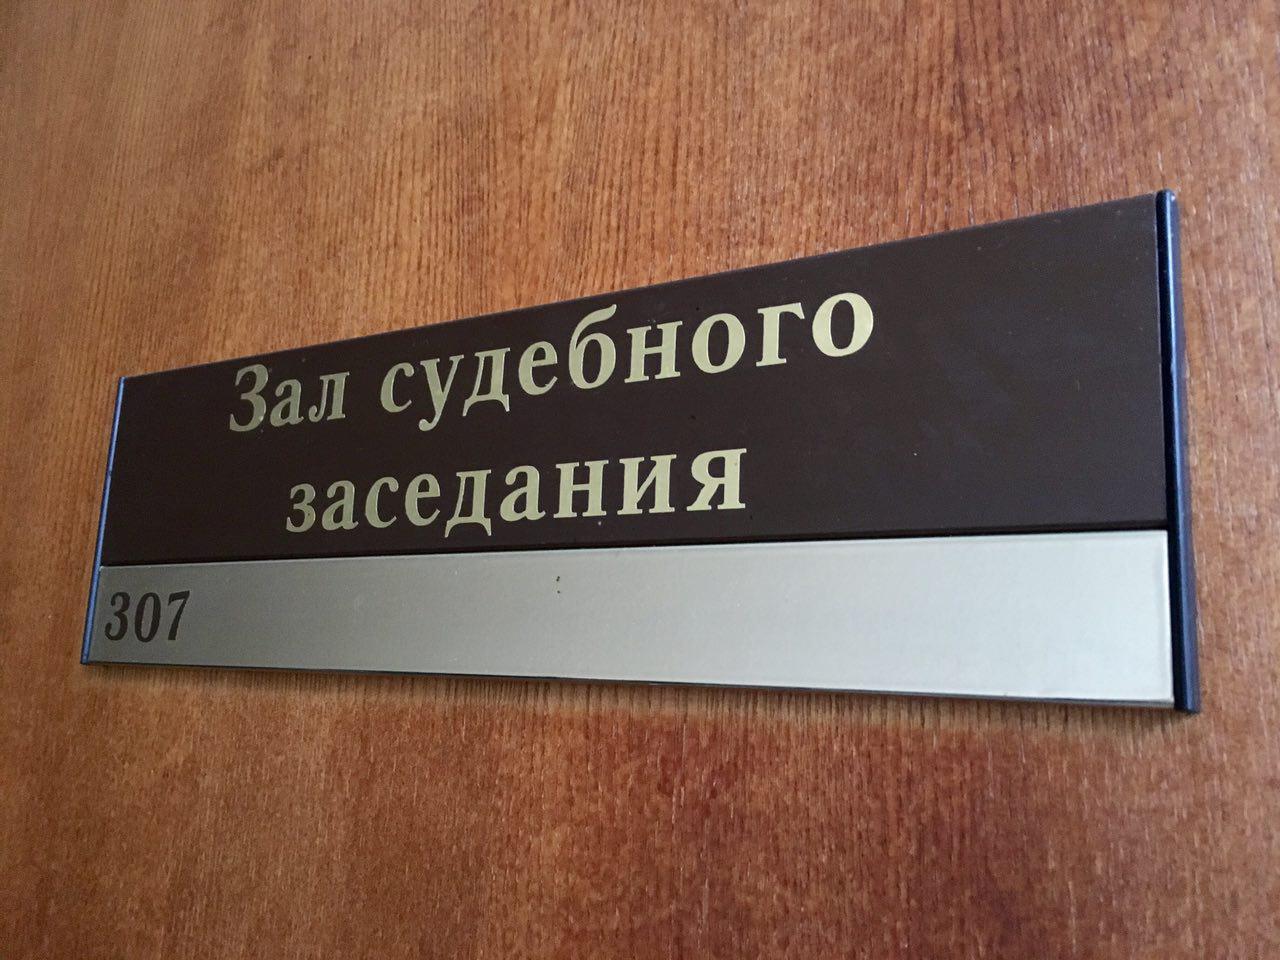 Зал судебного
заседания
307